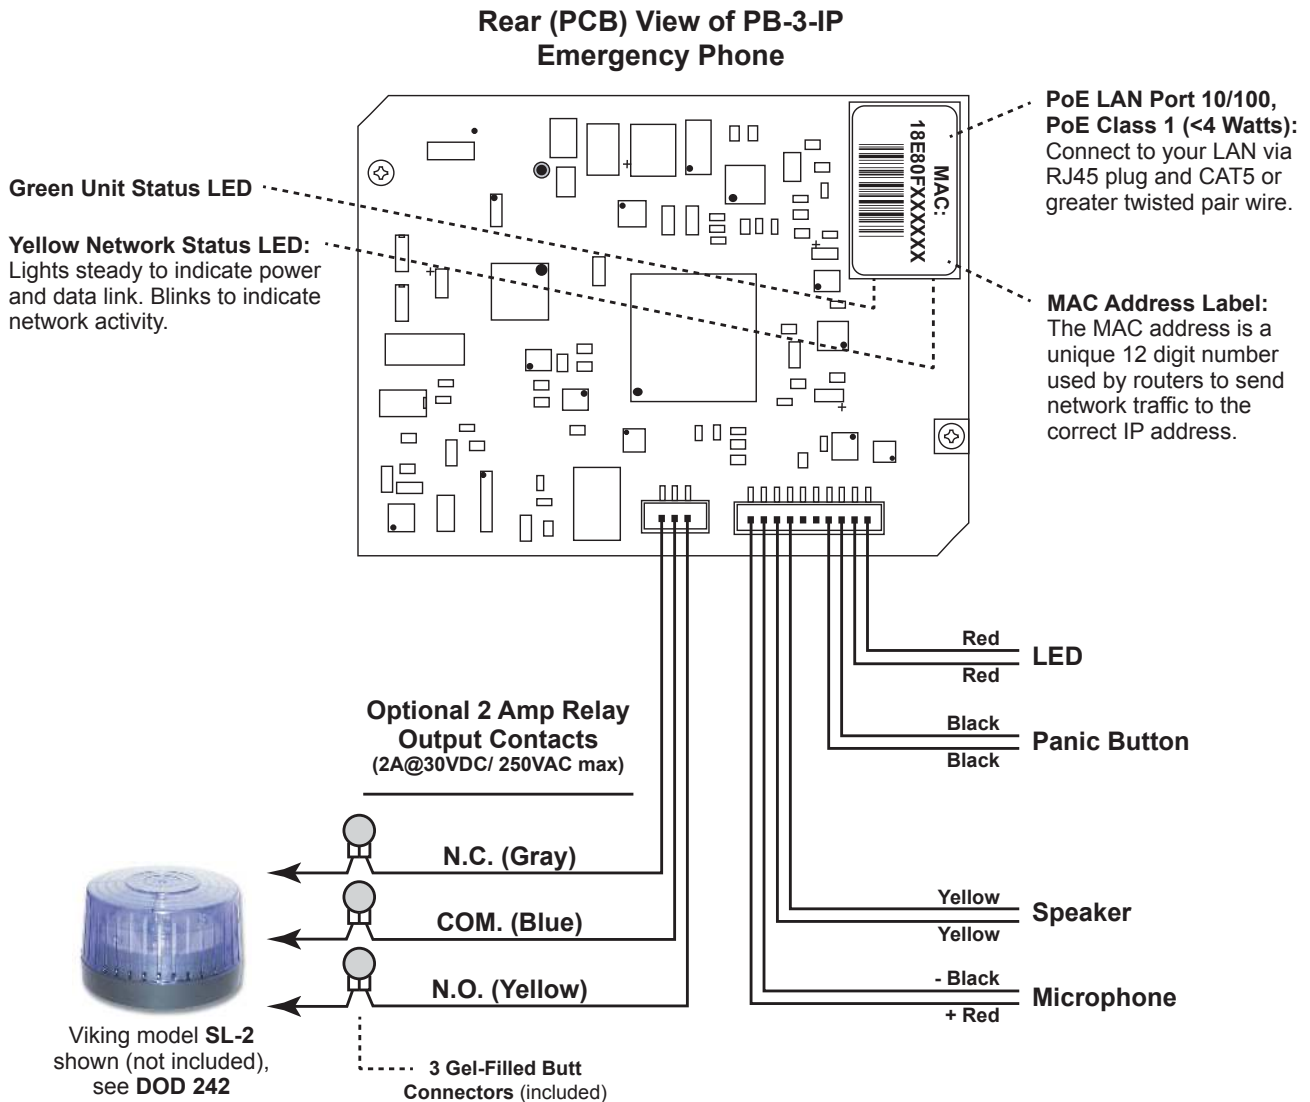 Rear (PCB) View of PB-3-IP
Emergency Phone
PoE LAN Port 10/100,
PoE Class 1 (<4 Watts):
Connect to your LAN via
RJ45 plug and CAT5 or
greater twisted pair wire.
MAC:
18E80FXXXXXX
Green Unit Status LED
Yellow Network Status LED:
Lights steady to indicate power
and data link. Blinks to indicate
network activity.
MAC Address Label:
The MAC address is a
unique 12 digit number
used by routers to send
network traffic to the
correct IP address.
Red
LED
Red
Black
Panic Button
Black
Optional 2 Amp Relay
Output Contacts
(2A@30VDC/ 250VAC max)
N.C. (Gray)
COM. (Blue)
N.O. (Yellow)
Yellow
Speaker
Yellow
- Black
Microphone
+ Red
Viking model SL-2
shown (not included),
see DOD 242
3 Gel-Filled Butt
Connectors (included)